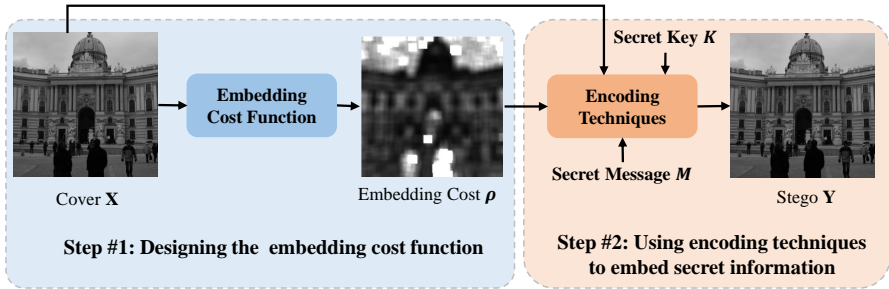 Embedding
Cost Function
Cover X
Embedding Cost ρ
Step #1: Designing the embedding cost function
Secret Key K
Encoding
Techniques
Secret Message M
Stego Y
Step #2: Using encoding techniques
to embed secret information